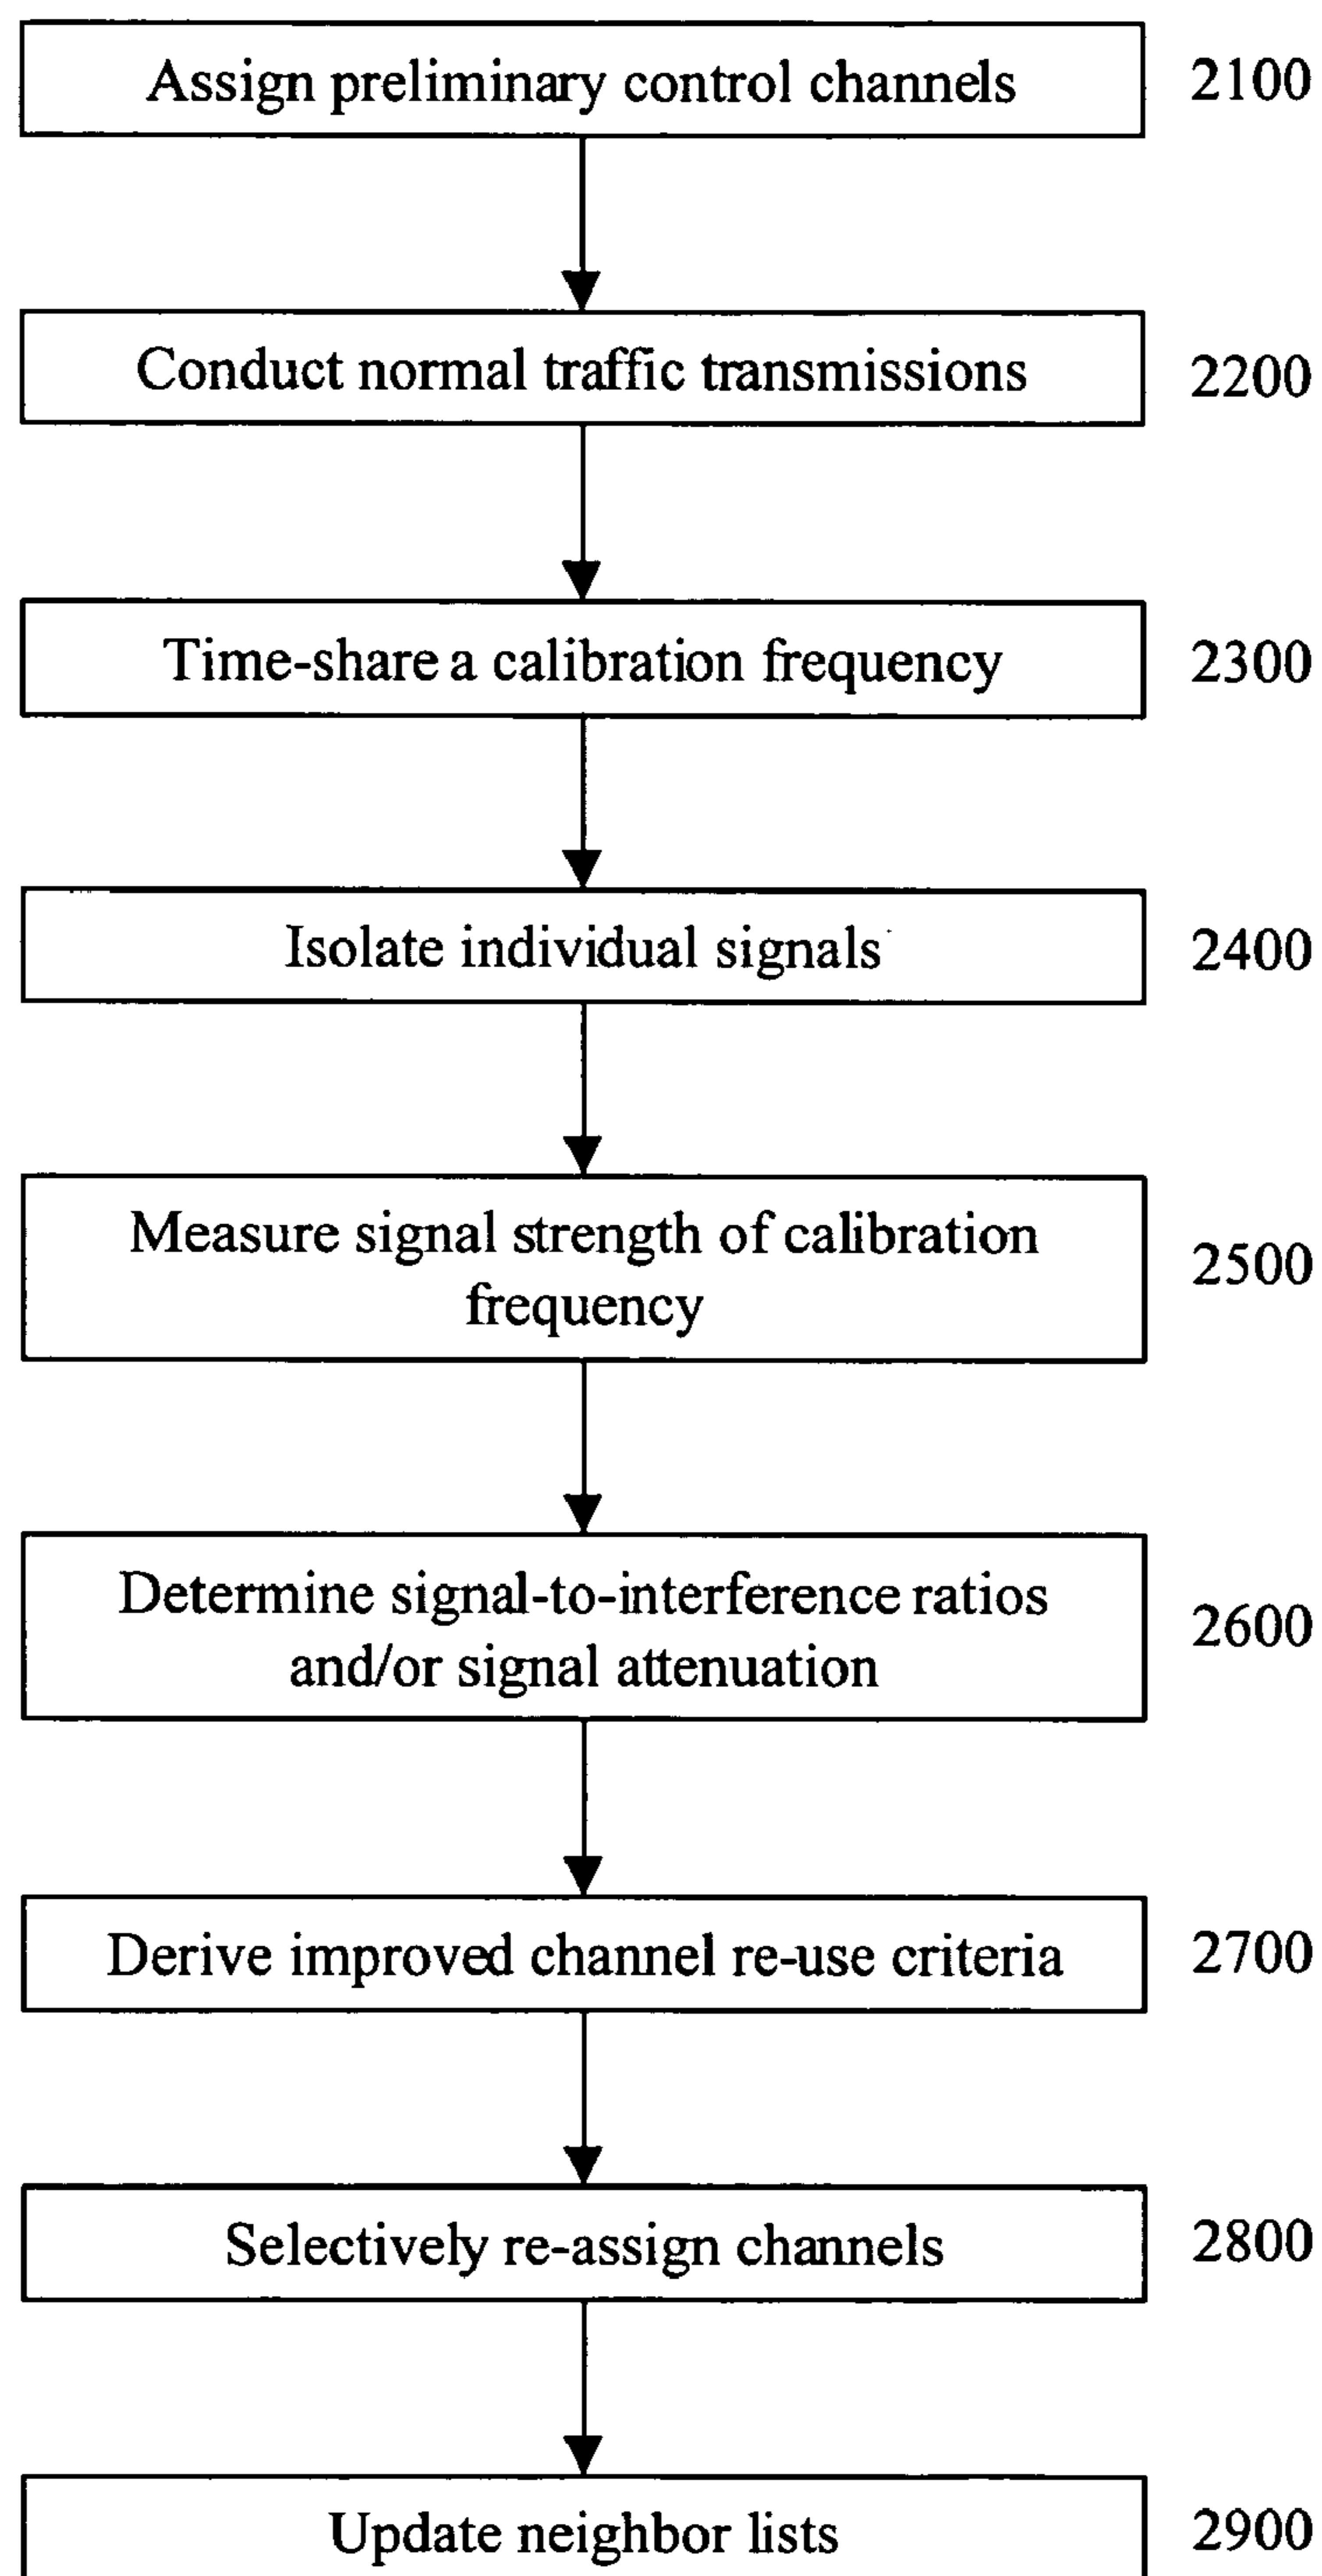 Assign preliminary control channels 2100
Conduct normal traffic transmissions 2200
Time-share a calibration frequency 2300
Isolate individual signals 2400
Measure signal strength of calibration
frequency
2500
Determine signal-to-interference ratios
and/or signal attenuation
2600
Derive improved channel re-use criteria 2700
Selectively re-assign channels 2800
Update neighbor lists 2900